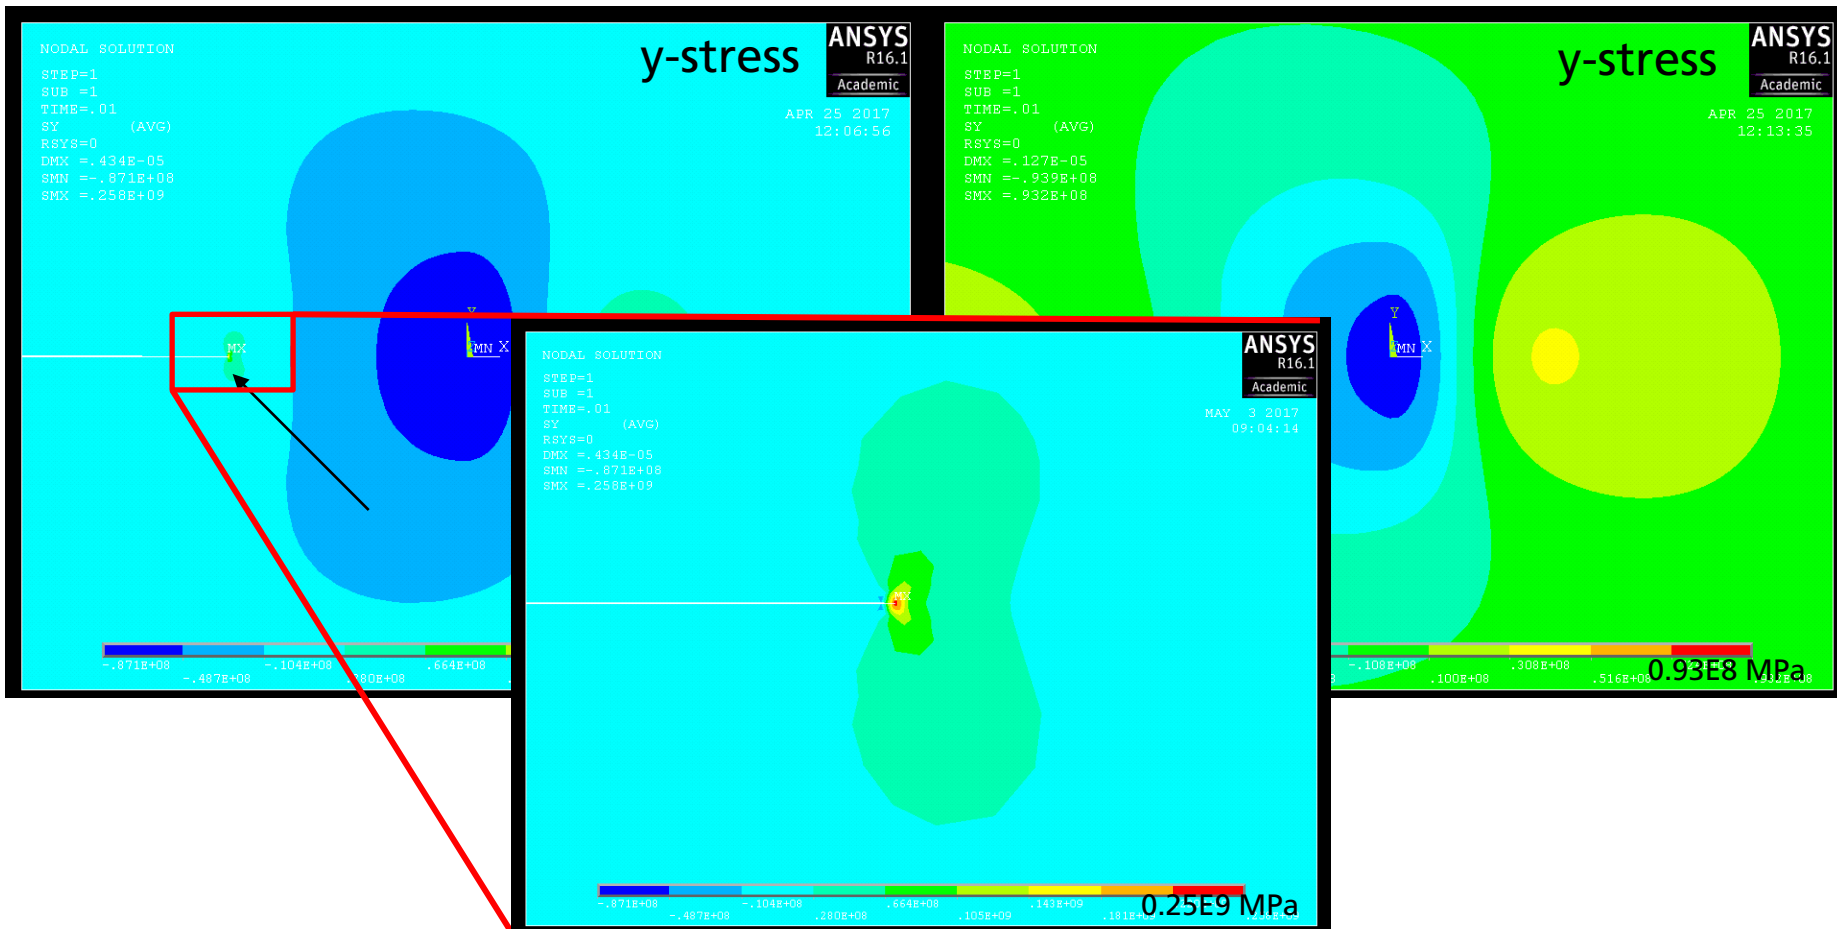 NODAL SOLUTION
STEP=1
SUB =1
TIME=.01
SY (AVG)
RSYS=0
DMX =.434E-05
SMN =-.871E+08
SMX =.258E+09
y-stress
ANSYS
R16.1
Academic
APR 25 2017
12:06:56
MX
Y
MN X
-.871E+08
-.487E+08
-.104E+08
.280E+08
.664E+08
NODAL SOLUTION
STEP=1
SUB =1
TIME=.01
SY (AVG)
RSYS=0
DMX =.127E-05
SMN =-.939E+08
SMX =.932E+08
y-stress
ANSYS
R16.1
Academic
APR 25 2017
12:13:35
Y
MN X
-.108E+08
.100E+08
.308E+08
.516E+08
0.93E8 MPa
NODAL SOLUTION
STEP=1
SUB =1
TIME=.01
SY (AVG)
RSYS=0
DMX =.434E-05
SMN =-.871E+08
SMX =.258E+09
ANSYS
R16.1
Academic
MAY 3 2017
09:04:14
MX
-.871E+08
-.487E+08
-.104E+08
.280E+08
.664E+08
.105E+09
.143E+09
.181E+09
0.25E9 MPa